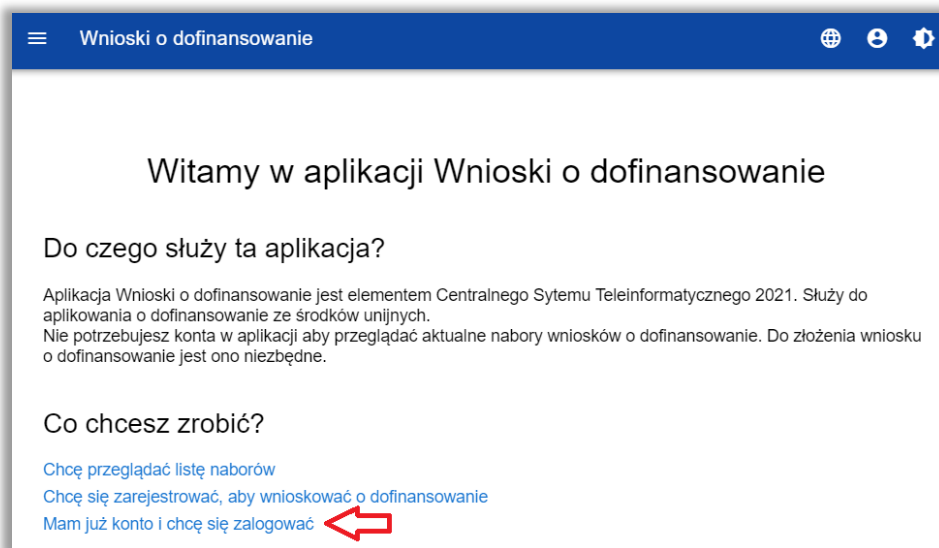 Wnioski o dofinansowanie
Witamy w aplikacji Wnioski o dofinansowanie
Do czego służy ta aplikacja?
Aplikacja Wnioski o dofinansowanie jest elementem Centralnego Sytemu Teleinformatycznego 2021. Służy do
aplikowania o dofinansowanie ze środków unijnych.
Nie potrzebujesz konta w aplikacji aby przeglądać aktualne nabory wniosków o dofinansowanie. Do złożenia wniosku
o dofinansowanie jest ono niezbędne.
Co chcesz zrobić?
Chcę przeglądać listę naborów
Chcę się zarejestrować, aby wnioskować o dofinansowanie
Mam już konto i chcę się zalogować